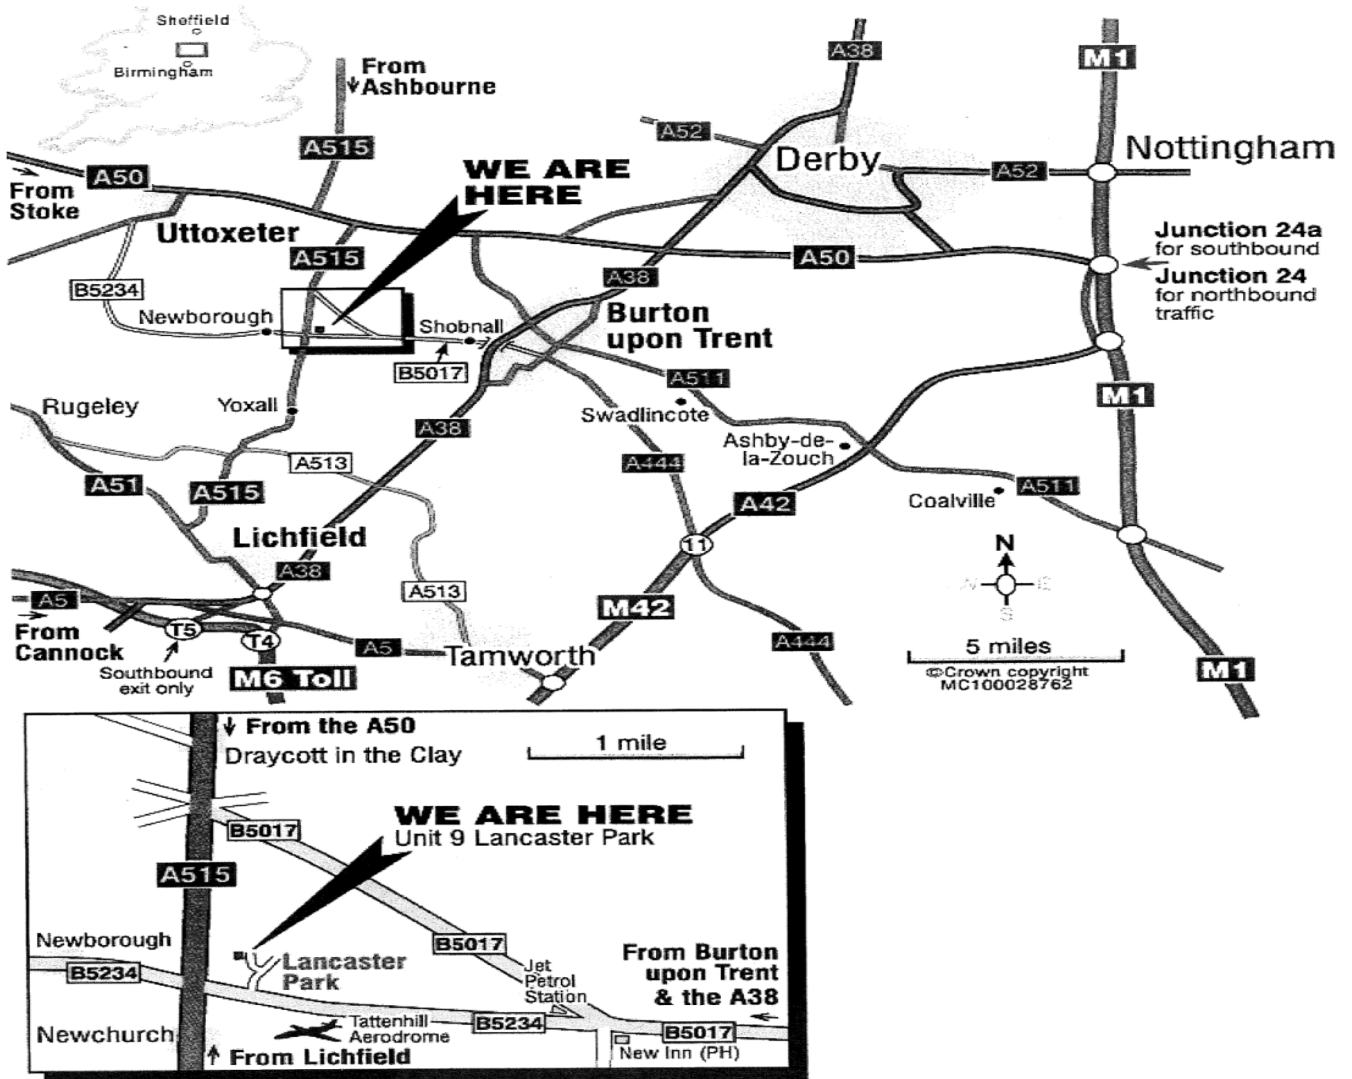 Sheffield
Birmingham
From
Ashbourne
A38
M1
A515
A52
Derby
Nottingham
A52
WE ARE
HERE
A50
From
Stoke
Uttoxeter
A515
A50
Junction 24a
for southbound
Junction 24
for northbound
traffic
A38
B5234
Newborough
Shobnall
Burton
upon Trent
B5017
A511
M1
Rugeley
Yoxall
A38
Swadlincote
Ashby-de-
la-Zouch
A513
A444
A51
A515
A42
Coalville
A511
Lichfield
11
N
W
E
S
A38
A513
A5
M42
From
Cannock
T5
T4
A5
Tamworth
A444
5 miles
Southbound
exit only
M6 Toll
©Crown copyright
MC100028762
M1
From the A50
Draycott in the Clay
1 mile
WE ARE HERE
Unit 9 Lancaster Park
B5017
A515
Newborough
B5234
Lancaster
Park
B5017
Jet
Petrol
Station
From Burton
upon Trent
& the A38
Newchurch
Tattenhill
Aerodrome
B5234
B5017
From Lichfield
New Inn (PH)